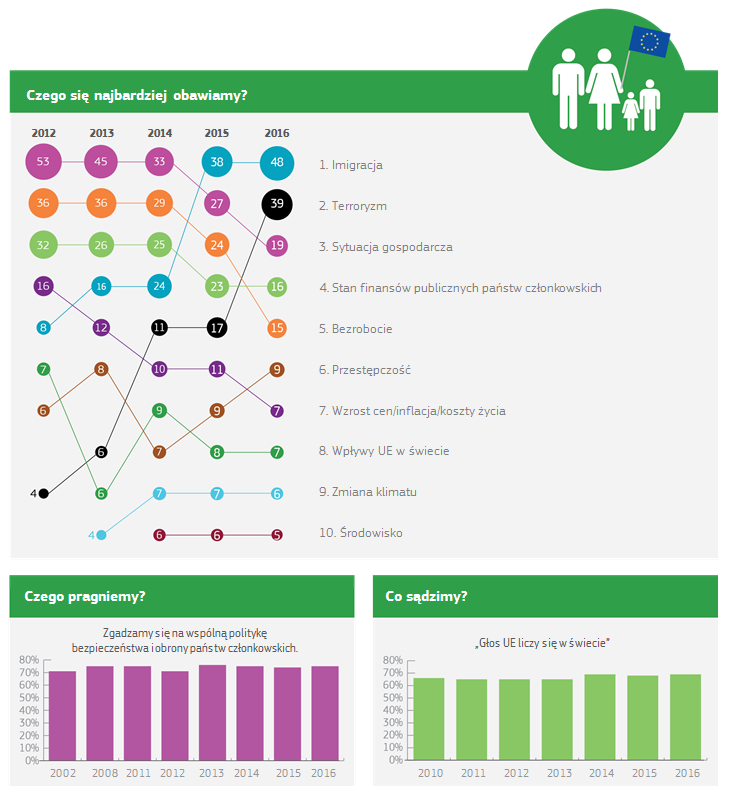 Czego się najbardziej obawiamy?
2012 2013 2014 2015 2016
53 45 33 38 48 1. Imigracja
36 36 29 27 39 2. Terroryzm
32 26 25 24 19 3. Sytuacja gospodarcza
16 16 24 23 16 4. Stan finansów publicznych państw członkowskich
8 12 11 17 15 5. Bezrobocie
7 8 10 11 9 6. Przestępczość
6 9 9 7 7. Wzrost cen/inflacja/koszty życia
6 7 8 7 8. Wpływy UE w świecie
4 6 7 7 6 9. Zmiana klimatu
4 6 6 5 10. Środowisko
Czego pragniemy?
Zgadzamy się na wspólną politykę
bezpieczeństwa i obrony państw członkowskich.
80%
70%
60%
50%
40%
30%
20%
10%
0%
2002 2008 2011 2012 2013 2014 2015 2016
Co sądzimy?
„Głos UE liczy się w świecie”
80%
70%
60%
50%
40%
30%
20%
10%
0%
2010 2011 2012 2013 2014 2015 2016